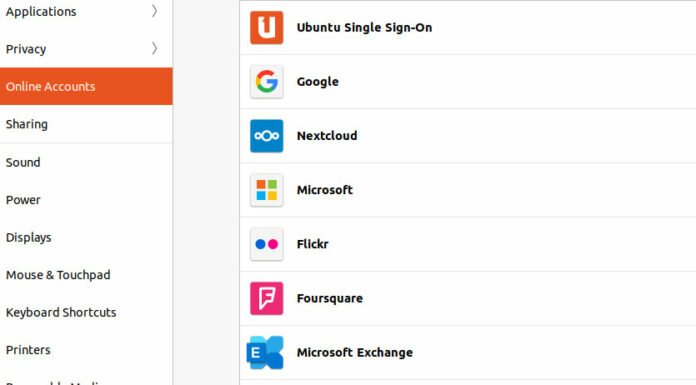 Applications
Privacy
Online Accounts
Sharing
Sound
Power
Displays
Mouse & Touchpad
Keyboard Shortcuts
Printers
Ubuntu Single Sign-On
Google
Nextcloud
Microsoft
Flickr
Foursquare
Microsoft Exchange